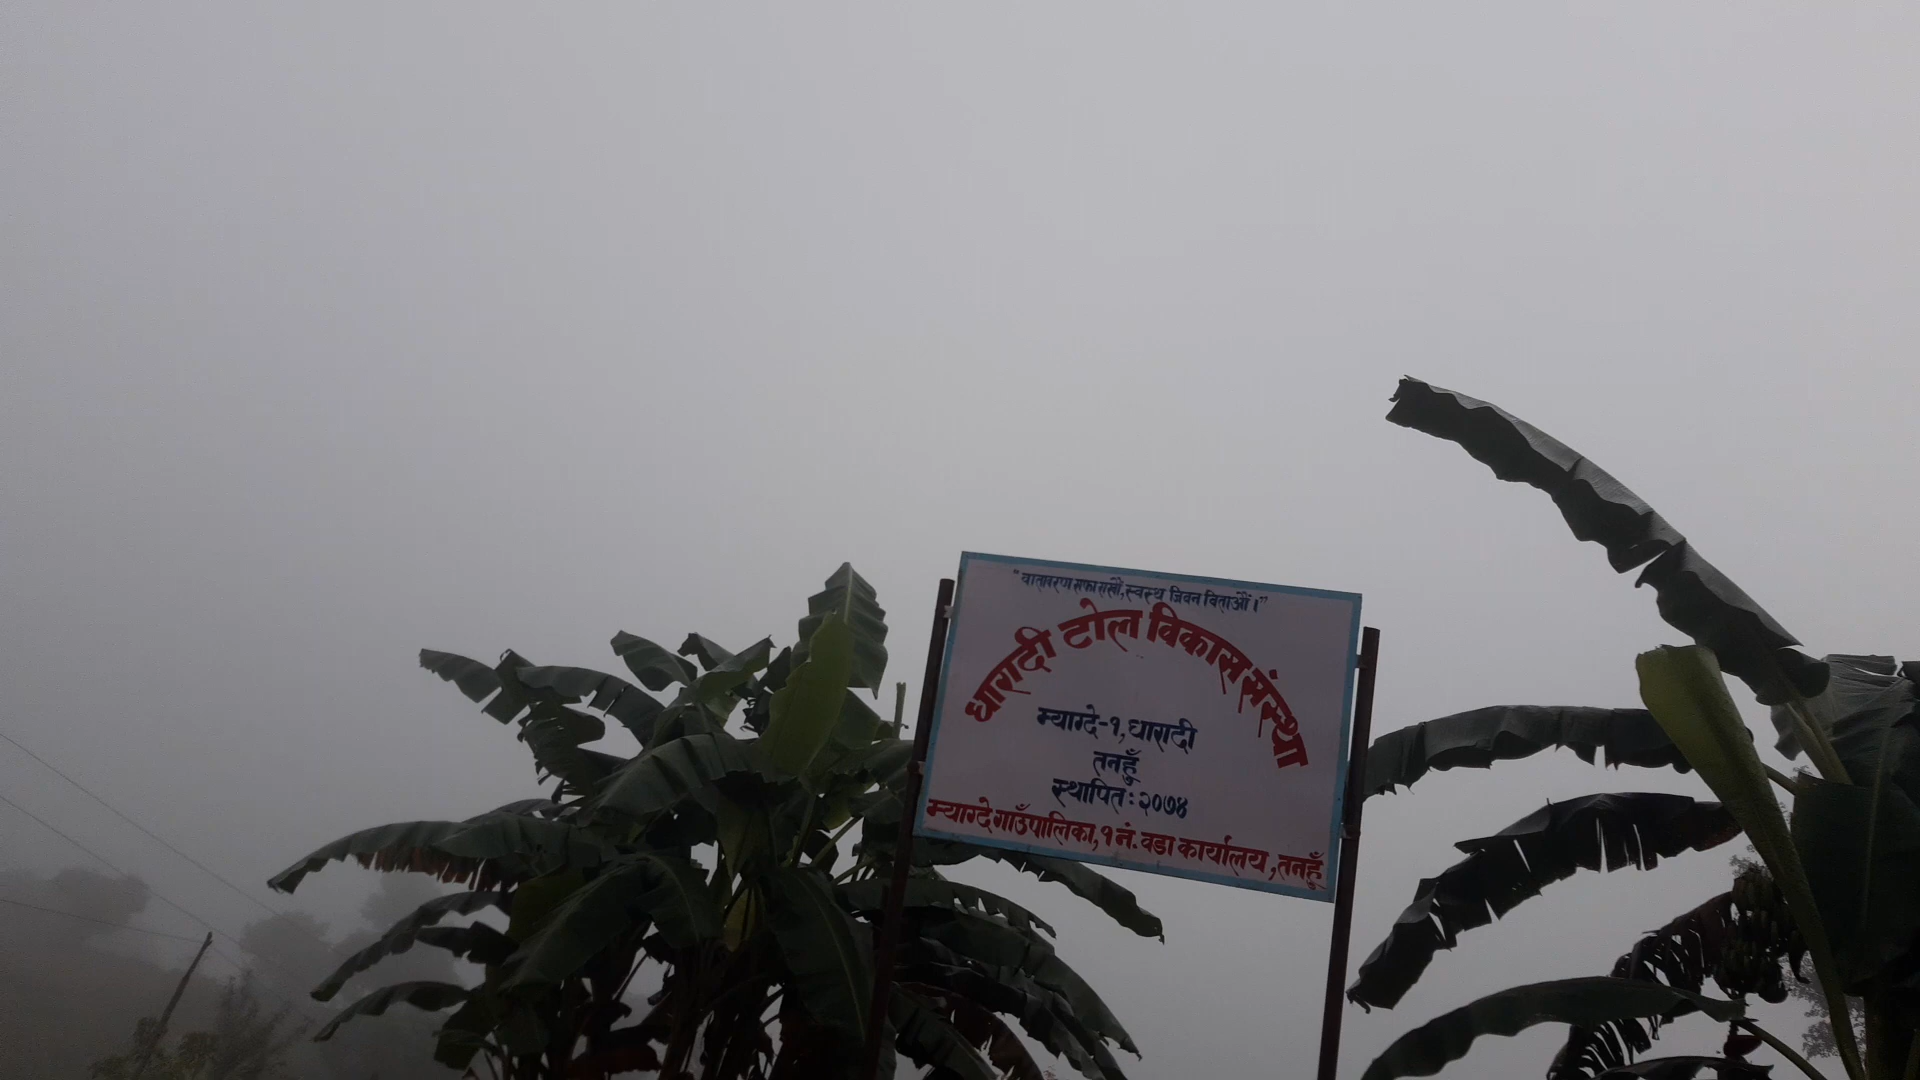 "वातावरण सफा राखौं, स्वस्थ जिवन विताऔं।"
धारादी टोल विकास संस्था
म्याग्दे-१, धारादी
तनहुँ
स्थापित: २०७४
म्याग्दे गाउँपालिका, १ नं. वडा कार्यालय, तनहुँ